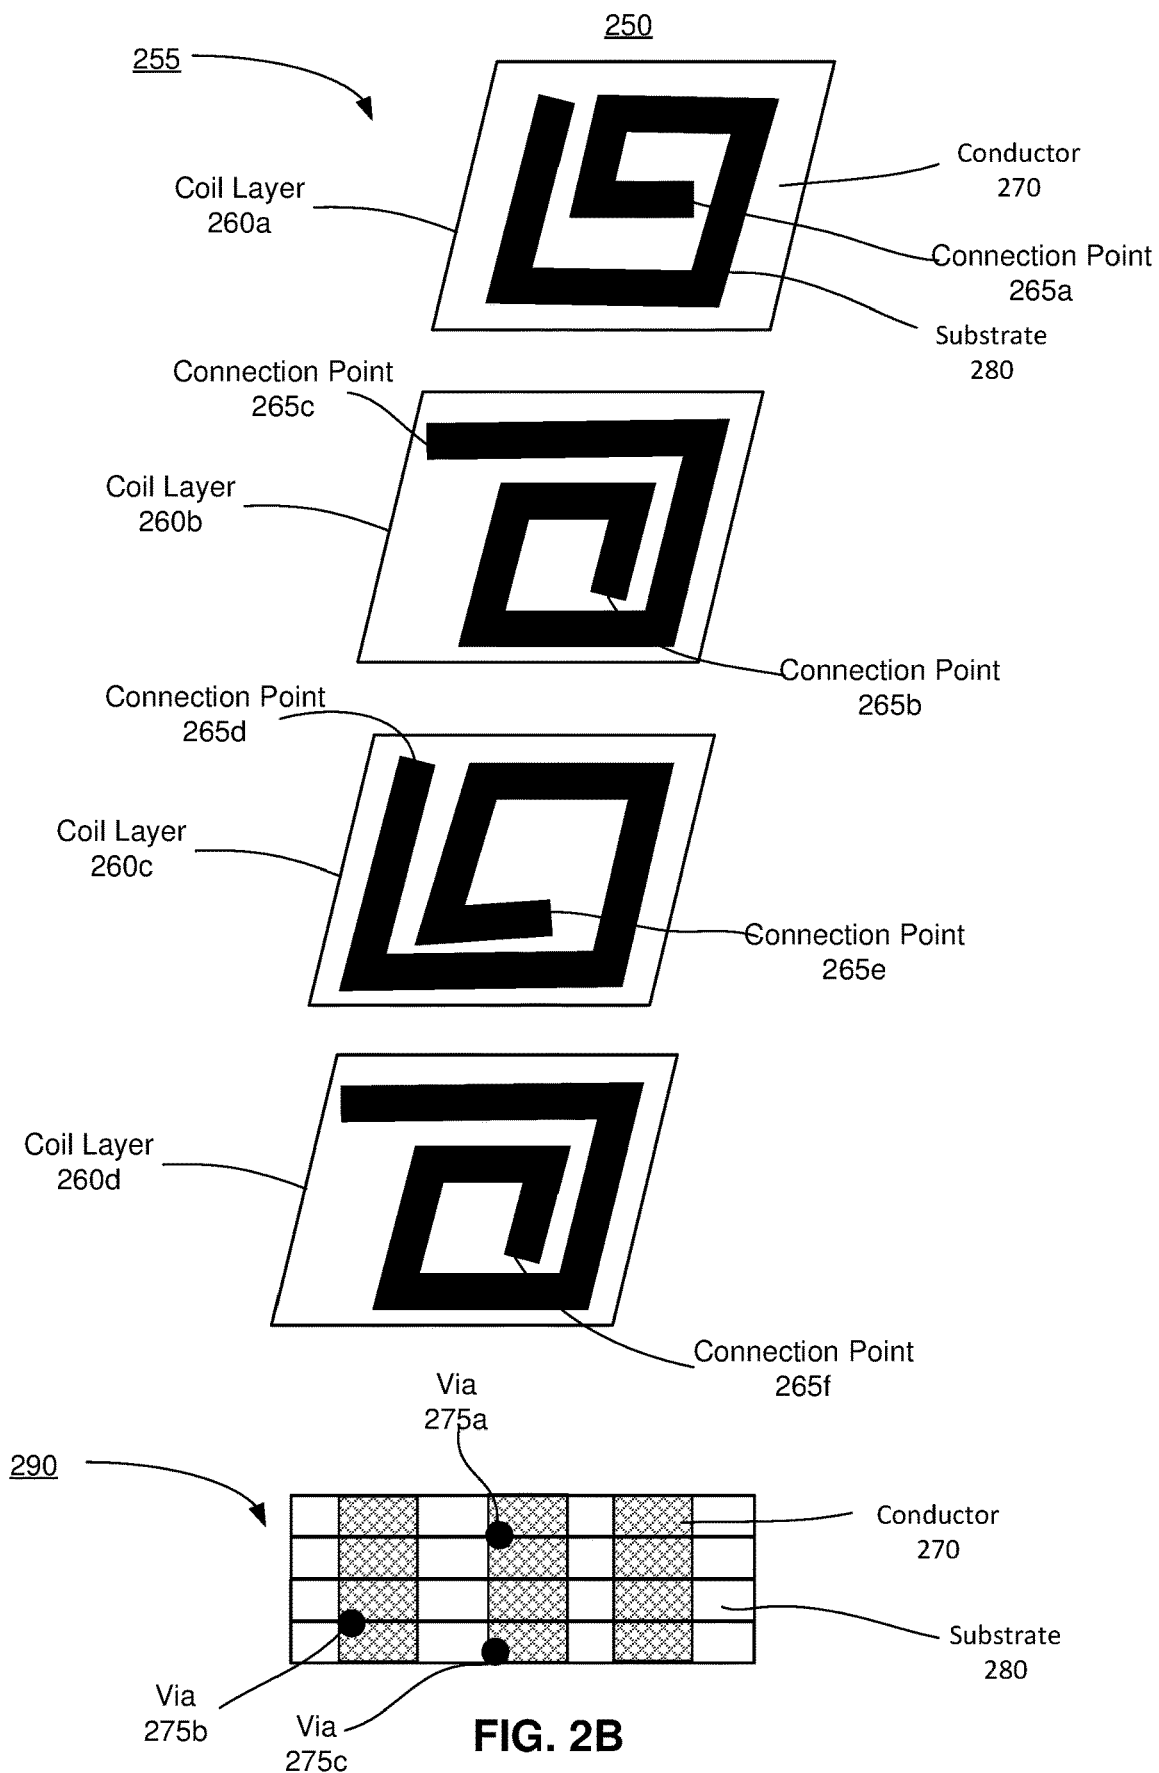 250
255
Conductor
270
Coil Layer
260a
Connection Point
265a
Substrate
280
Connection Point
265c
Coil Layer
260b
Connection Point
265b
Connection Point
265d
Coil Layer
260c
Connection Point
265e
Coil Layer
260d
Connection Point
265f
Via
275a
290
Conductor
270
Substrate
280
Via
275b
Via
275c
FIG. 2B